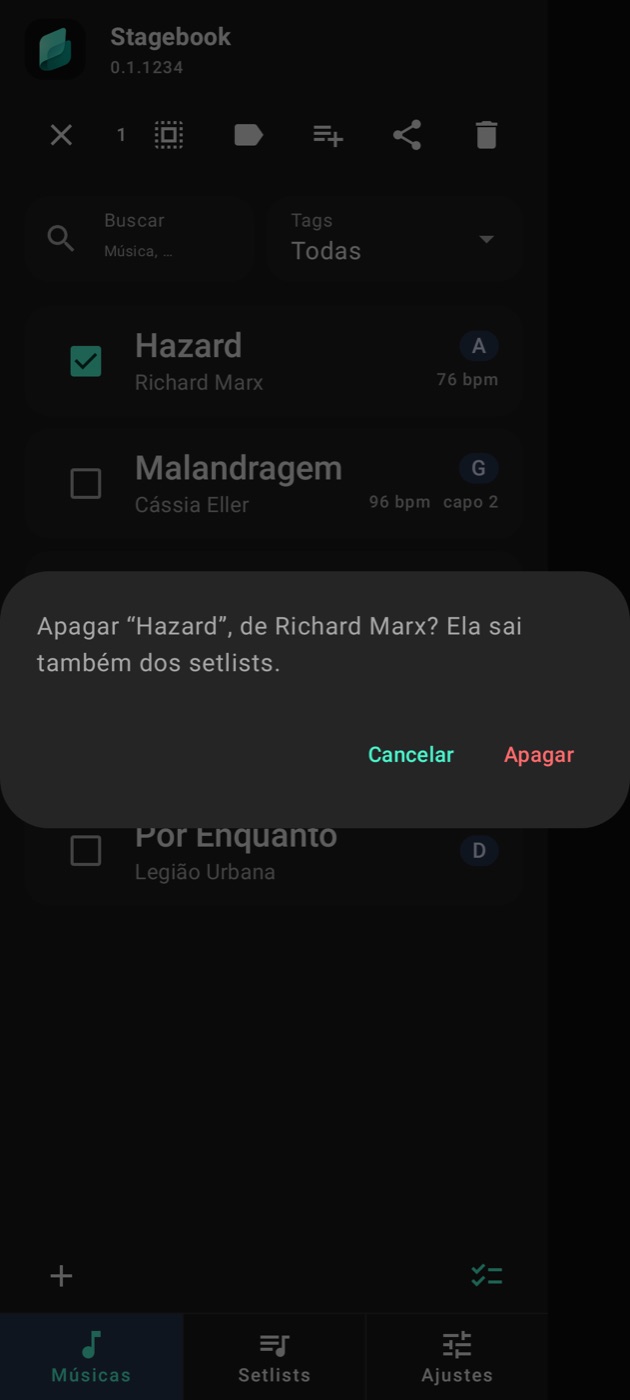 Stagebook
0.1.1234
1
Buscar
Música, ...
Tags
Todas
Hazard
A
Richard Marx
76 bpm
Malandragem
G
Cássia Eller
96 bpm capo 2
Apagar “Hazard”, de Richard Marx? Ela sai
também dos setlists.
Cancelar
Apagar
Por Enquanto
D
Legião Urbana
Músicas
Setlists
Ajustes